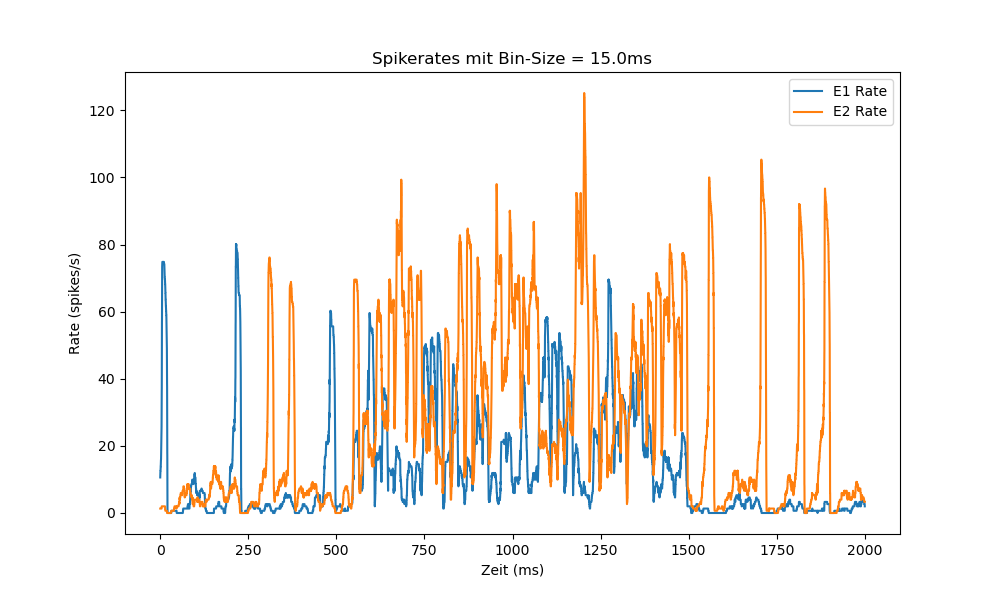 Spikerates mit Bin-Size = 15.0ms
E1 Rate
E2 Rate
Rate (spikes/s)
120
100
80
60
40
20
0
0 250 500 750 1000 1250 1500 1750 2000
Zeit (ms)